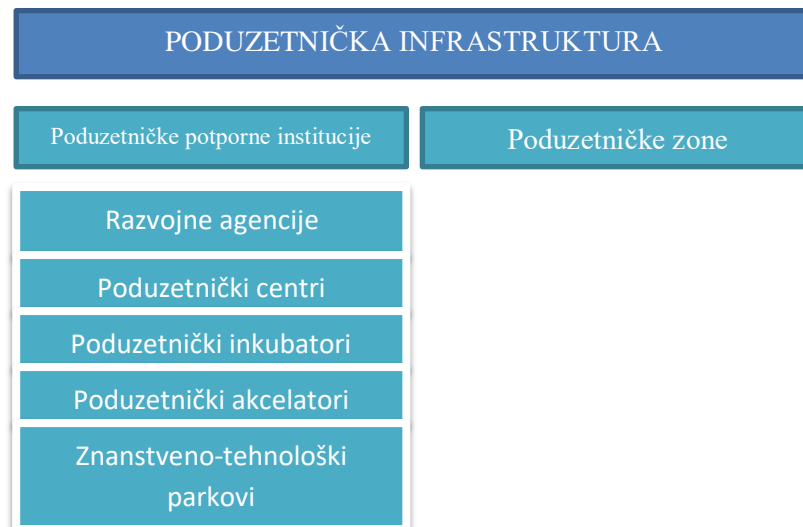 PODUZETNIČKA INFRASTRUKTURA
Poduzetničke potporne institucije
Poduzetničke zone
Razvojne agencije
Poduzetnički centri
Poduzetnički inkubatori
Poduzetnički akcelatori
Znanstveno-tehnološki
parkovi